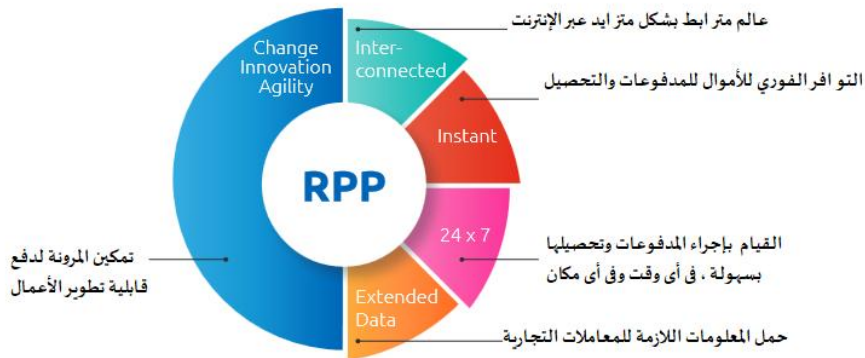 عالم مترابط بشكل متزايد عبر الإنترنت
Change
Innovation
Agility
Inter-
connected
التوافر الفوري للأموال للمدفوعات والتحصيل
Instant
RPP
24 x 7
القيام بإجراء المدفوعات وتحصيلها
بسهولة ، فى أى وقت وفى أى مكان
تمكين المرونة لدفع
قابلية تطوير الأعمال
Extended
Data
حمل المعلومات اللازمة للمعاملات التجارية